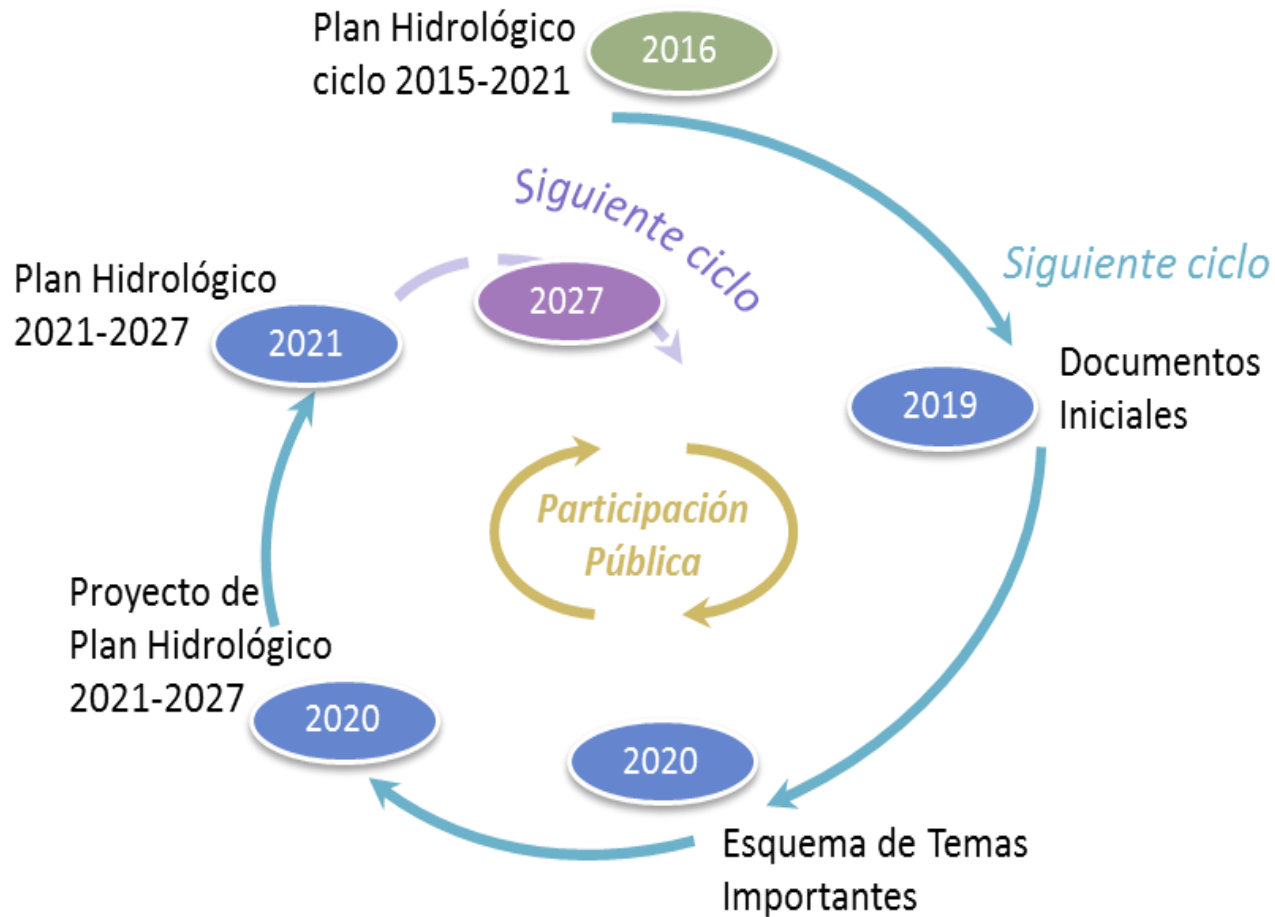 Plan Hidrológico
ciclo 2015-2021
2016
Siguiente ciclo
Documentos
Iniciales
2019
Esquema de Temas
Importantes
2020
Proyecto de
Plan Hidrológico
2021-2027
2020
Plan Hidrológico
2021-2027
2021
Siguiente ciclo
2027
Participación
Pública